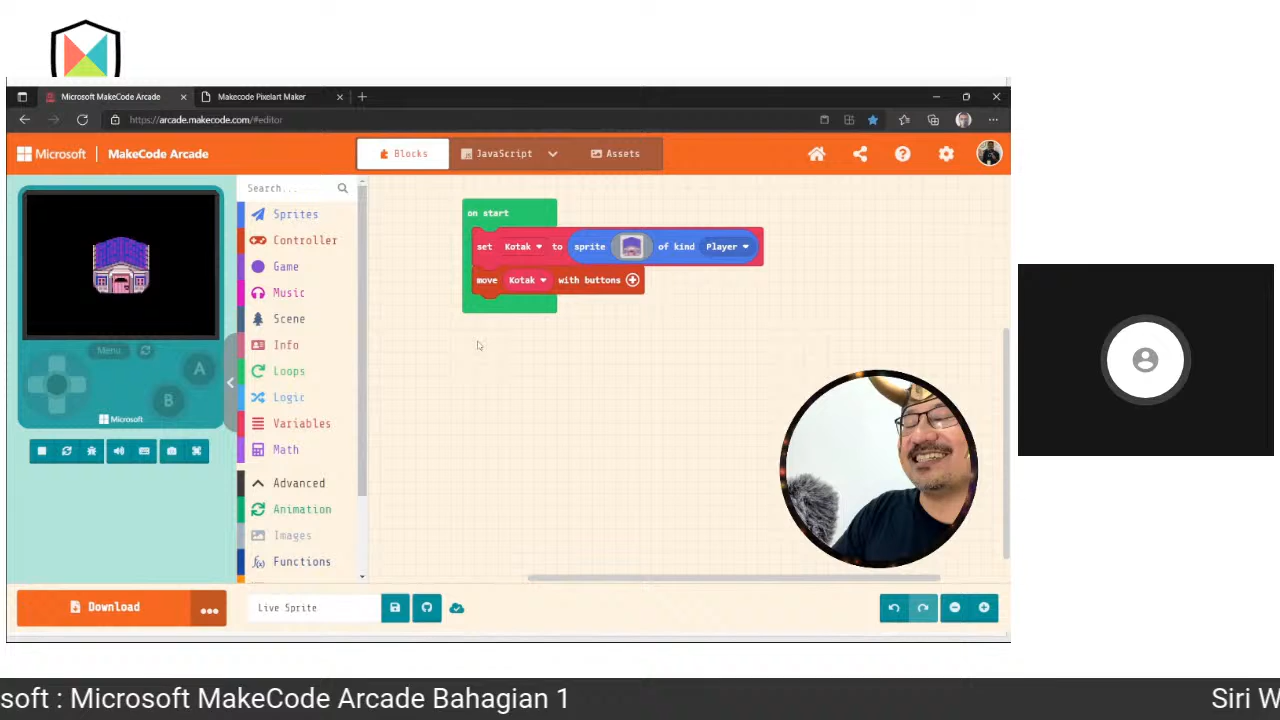 Microsoft MakeCode Arcade
Makecode Pixelart Maker
https://arcade.makecode.com/#editor
Microsoft
MakeCode Arcade
Blocks
JavaScript
Assets
Search...
Sprites
Controller
Game
Music
Scene
Info
Loops
Logic
Variables
Math
Advanced
Animation
Images
Functions
Menu
A
B
Microsoft
on start
set Kotak to sprite of kind Player
move Kotak with buttons
Download
Live Sprite
soft : Microsoft MakeCode Arcade Bahagian 1
Siri W